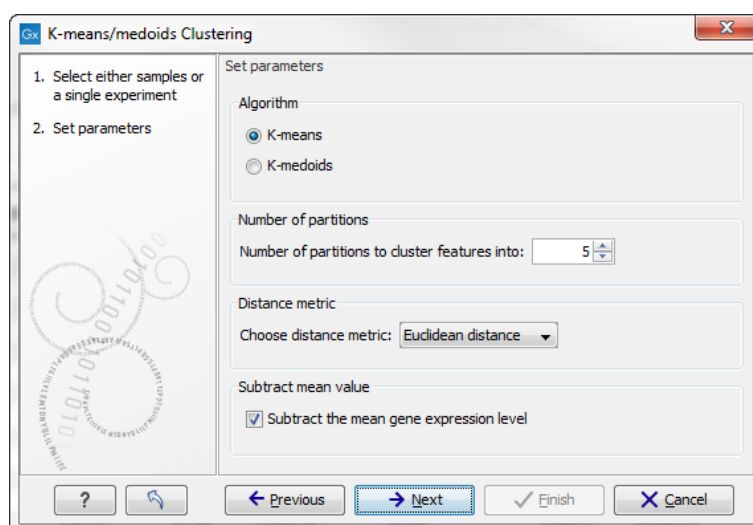 Gx K-means/medoids Clustering
1. Select either samples or
a single experiment
2. Set parameters
Set parameters
Algorithm
K-means
K-medoids
Number of partitions
Number of partitions to cluster features into: 5
Distance metric
Choose distance metric: Euclidean distance
Subtract mean value
Subtract the mean gene expression level
? Previous Next Finish Cancel